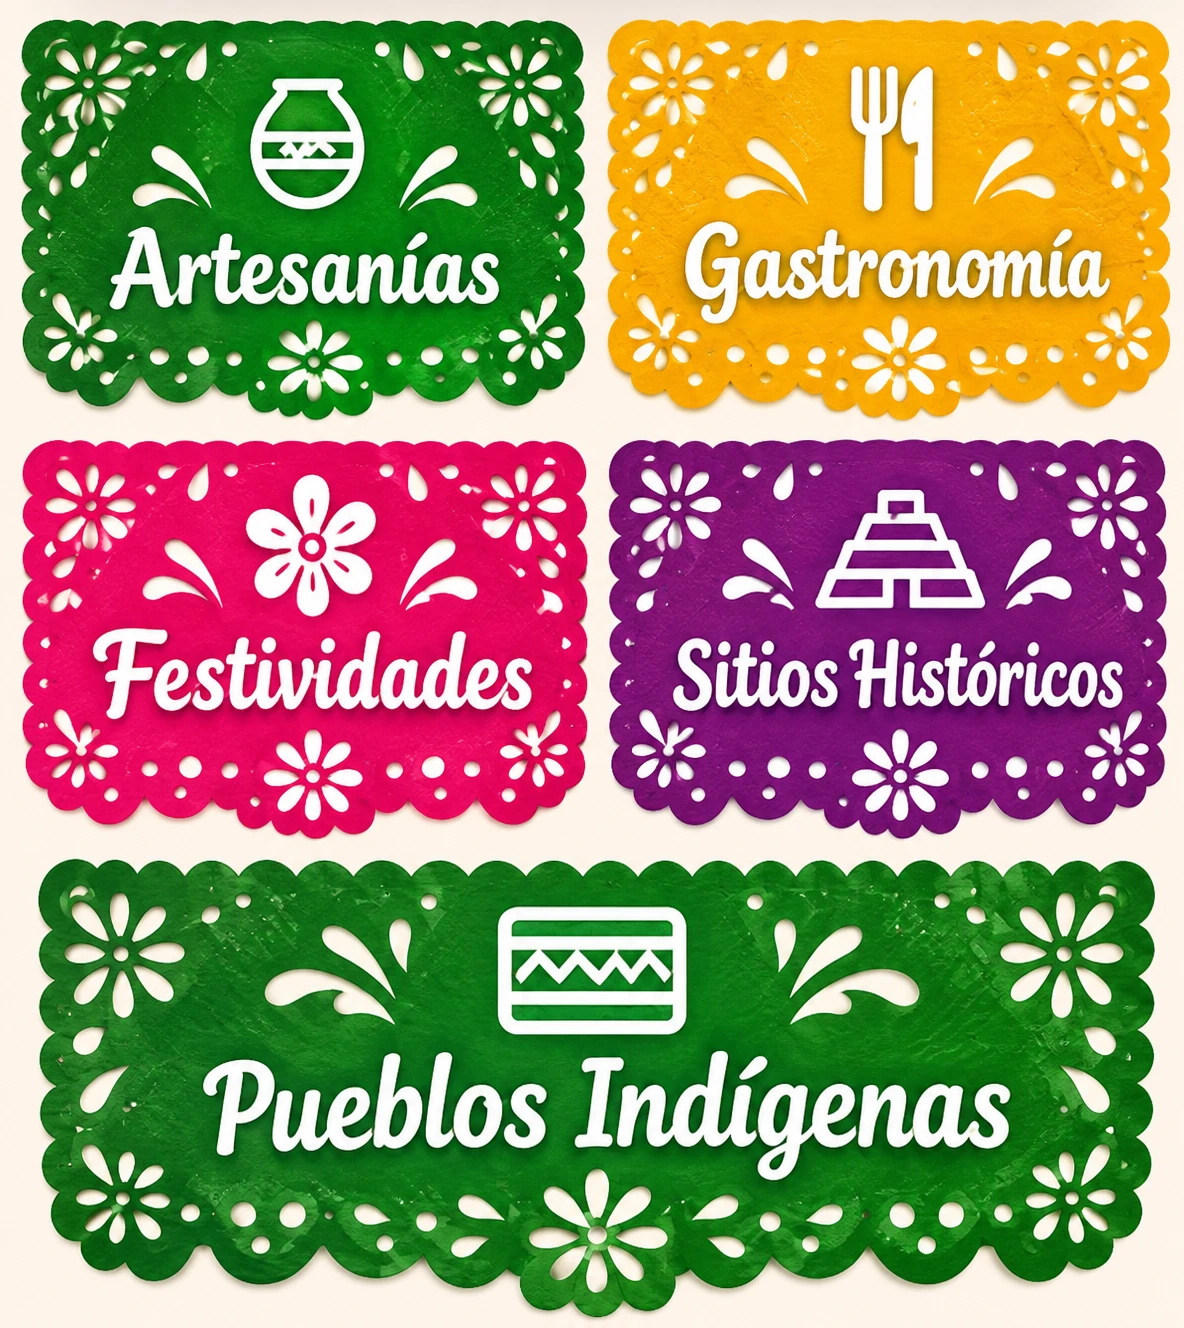 Artesanías
Gastronomía
Festividades
Sitios Históricos
Pueblos Indígenas